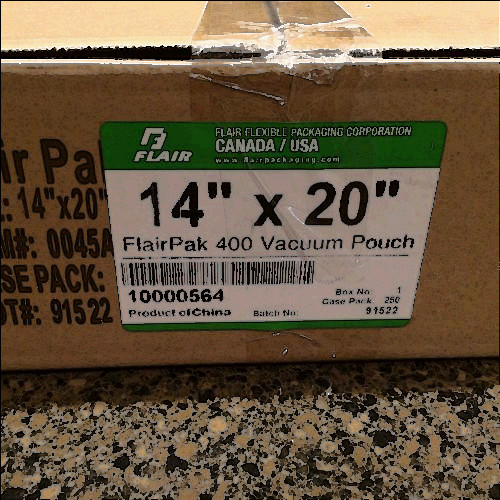 FLAIR
FLAIR FLEXIBLE PACKAGING CORPORATION
CANADA / USA
www.flairpackaging.com
14" x 20"
FlairPak 400 Vacuum Pouch
10000564
Product of China
Batch No:
Box No: 1
Case Pack: 250
91522
ir Pa
: 14"x20"
M#: 0045A
SE PACK:
OT#: 91522